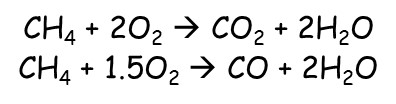 CH₄ + 2O₂ → CO₂ + 2H₂O
CH₄ + 1.5O₂ → CO + 2H₂O